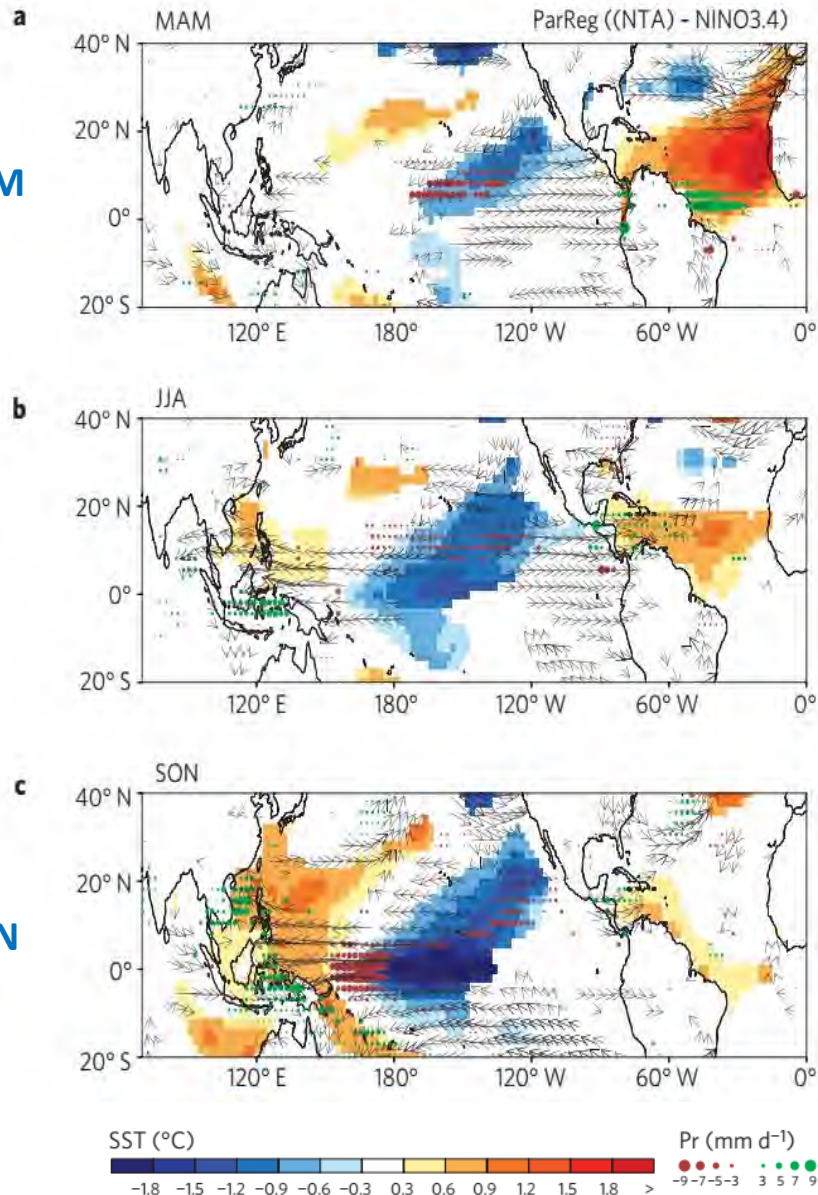 a MAM ParReg ((NTA) - NINO3.4)
40° N
20° N
M
0°
20° S
120° E 180° 120° W 60° W 0°
b JJA
40° N
20° N
0°
20° S
120° E 180° 120° W 60° W 0°
c SON
40° N
20° N
N
0°
20° S
120° E 180° 120° W 60° W 0°
SST (°C) Pr (mm d⁻¹)
−1.8 −1.5 −1.2 −0.9 −0.6 −0.3 0.3 0.6 0.9 1.2 1.5 1.8 > −9 −7 −5 −3 3 5 7 9